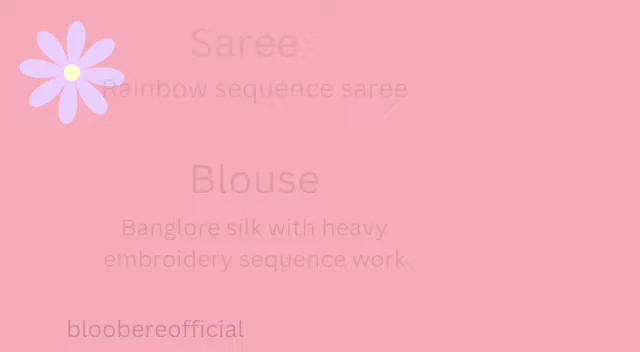 Saree
Rainbow sequence saree
Blouse
Banglore silk with heavy
embroidery sequence work
bloobereofficial